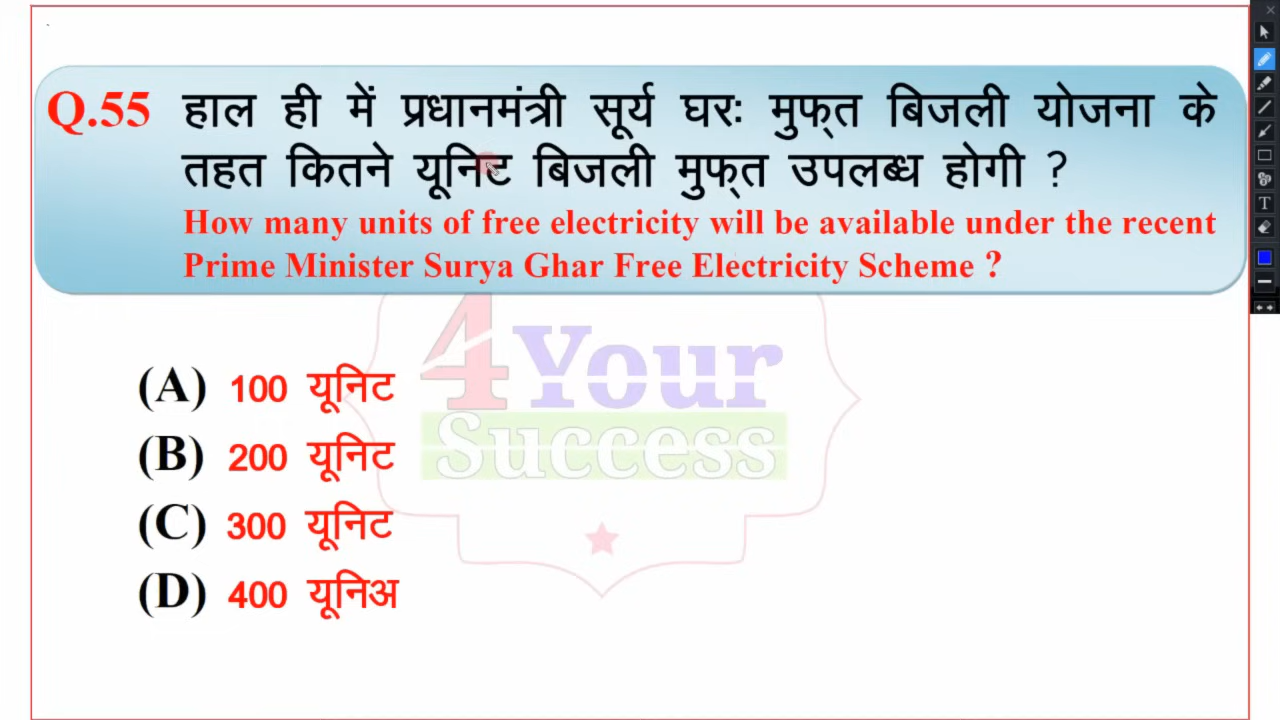 Q.55 हाल ही में प्रधानमंत्री सूर्य घरः मुफ्त बिजली योजना के
तहत कितने यूनिट बिजली मुफ्त उपलब्ध होगी ?
How many units of free electricity will be available under the recent
Prime Minister Surya Ghar Free Electricity Scheme ?
4 Your
Success
(A) 100 यूनिट
(B) 200 यूनिट
(C) 300 यूनिट
(D) 400 यूनिअ